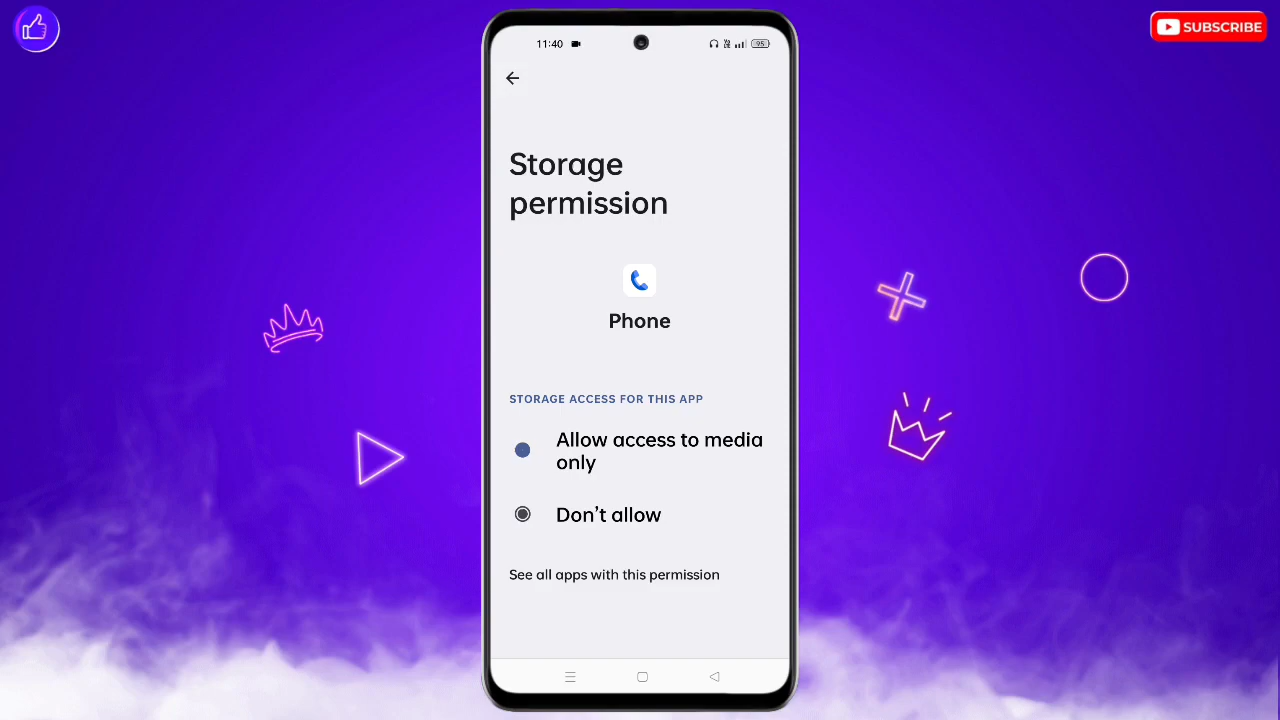 SUBSCRIBE
11:40
95
Storage
permission
Phone
STORAGE ACCESS FOR THIS APP
Allow access to media
only
Don’t allow
See all apps with this permission